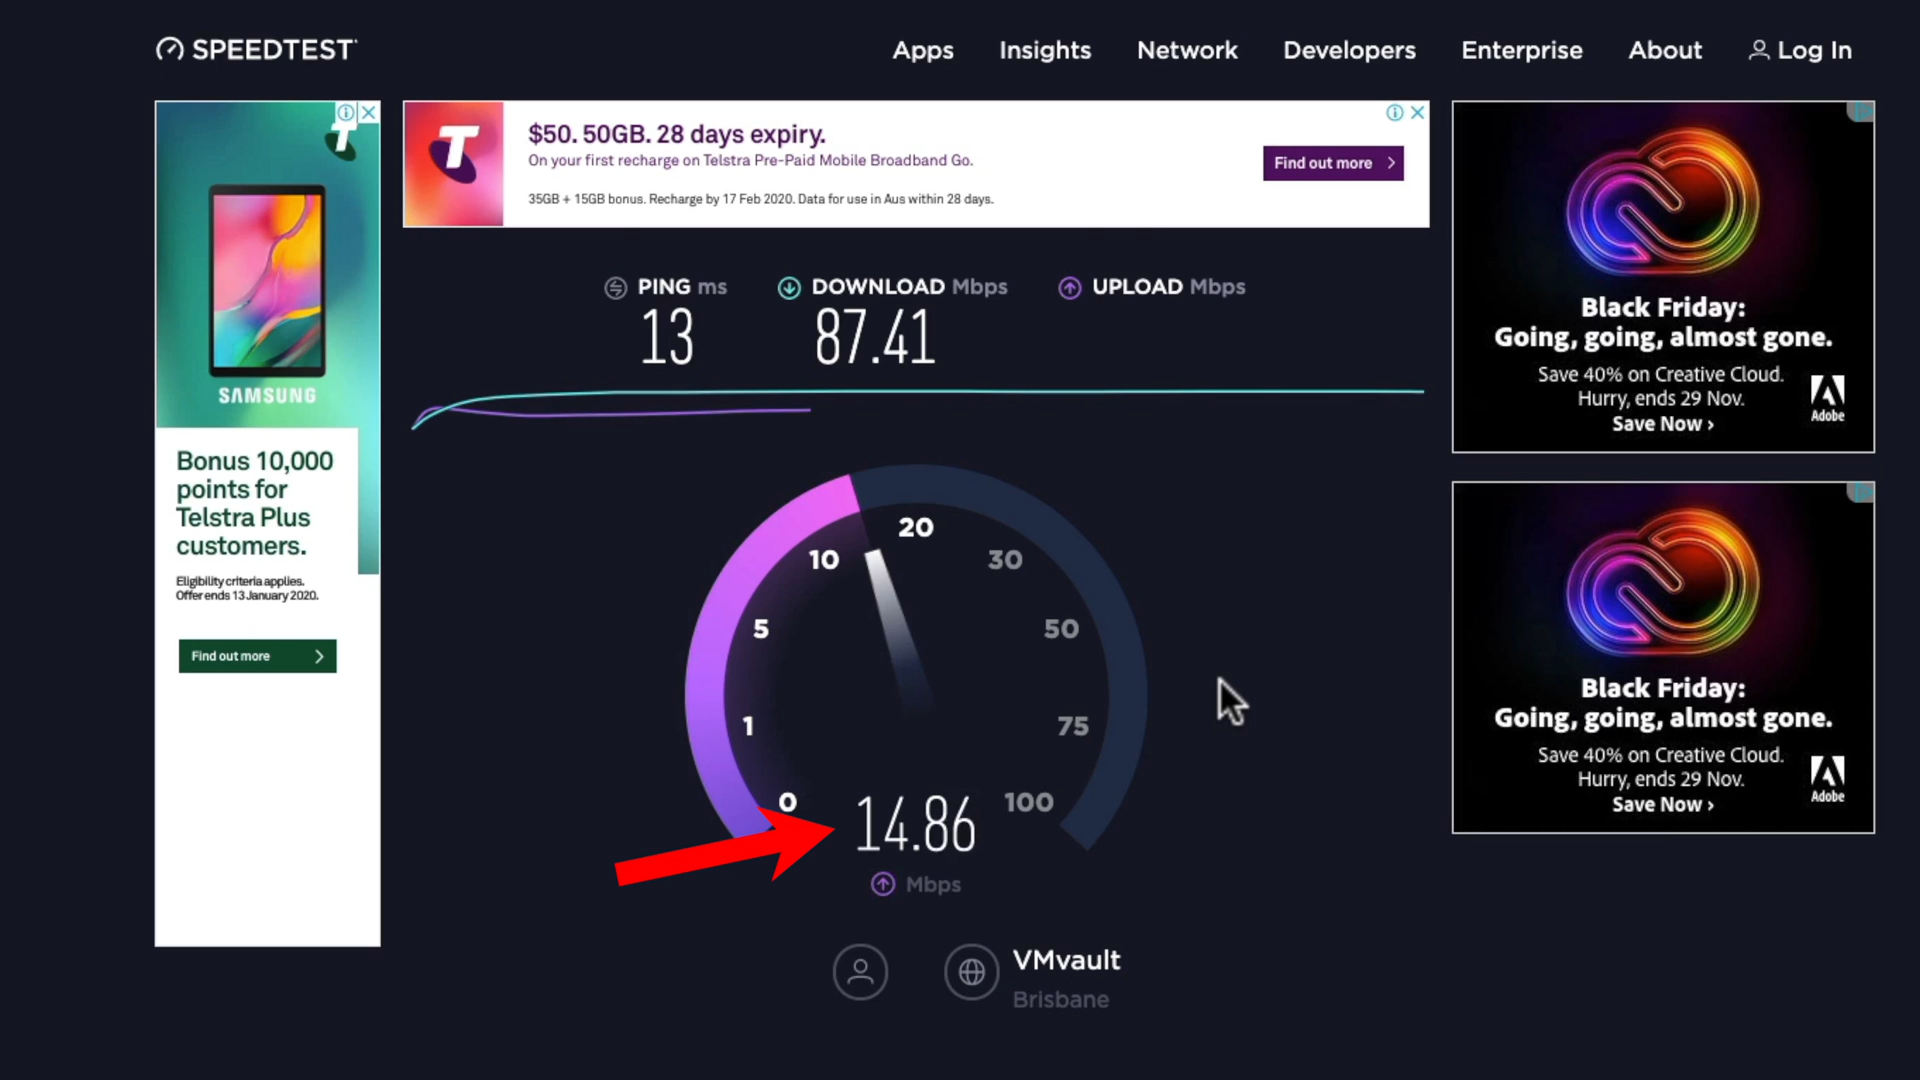 SPEEDTEST
Apps Insights Network Developers Enterprise About Log In
SAMSUNG
Bonus 10,000
points for
Telstra Plus
customers.
Eligibility criteria applies.
Offer ends 13 January 2020.
Find out more
T
$50. 50GB. 28 days expiry.
On your first recharge on Telstra Pre-Paid Mobile Broadband Go.
35GB + 15GB bonus. Recharge by 17 Feb 2020. Data for use in Aus within 28 days.
Find out more
PING ms
13
DOWNLOAD Mbps
87.41
UPLOAD Mbps
0
1
5
10
20
30
50
75
100
14.86
Mbps
VMvault
Brisbane
Black Friday:
Going, going, almost gone.
Save 40% on Creative Cloud.
Hurry, ends 29 Nov.
Save Now ›
Adobe
Black Friday:
Going, going, almost gone.
Save 40% on Creative Cloud.
Hurry, ends 29 Nov.
Save Now ›
Adobe